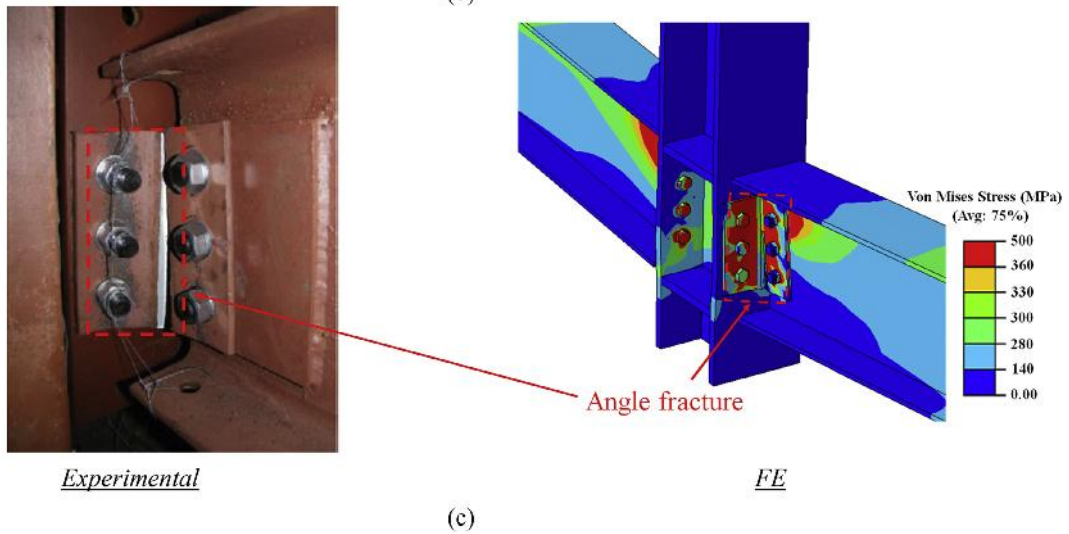 Von Mises Stress (MPa)
(Avg: 75%)
500
360
330
300
280
140
0.00
Angle fracture
Experimental
FE
(c)